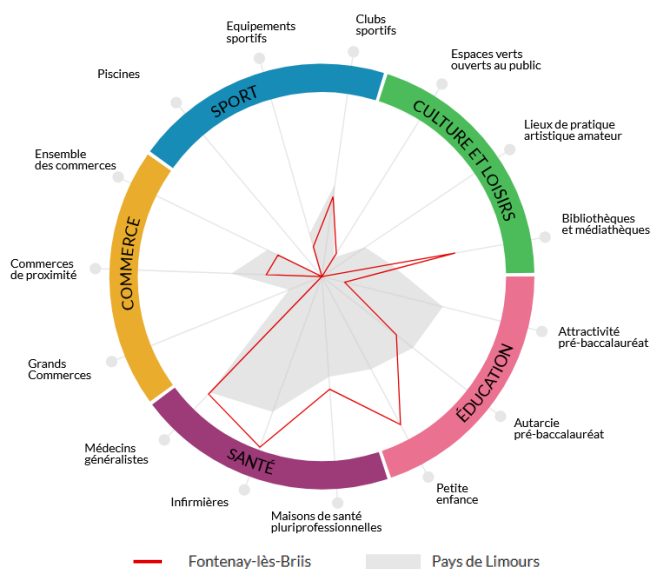 Clubs
sportifs
Equipements
sportifs
Espaces verts
ouverts au public
Piscines
SPORT
CULTURE ET LOISIRS
Lieux de pratique
artistique amateur
Ensemble
des commerces
Bibliothèques
et médiathèques
COMMERCE
Commerces
de proximité
Attractivité
pré-baccalauréat
Grands
Commerces
ÉDUCATION
Autarcie
pré-baccalauréat
Médecins
généralistes
SANTÉ
Petite
enfance
Infirmières
Maisons de santé
pluriprofessionnelles
Fontenay-lès-Briis
Pays de Limours